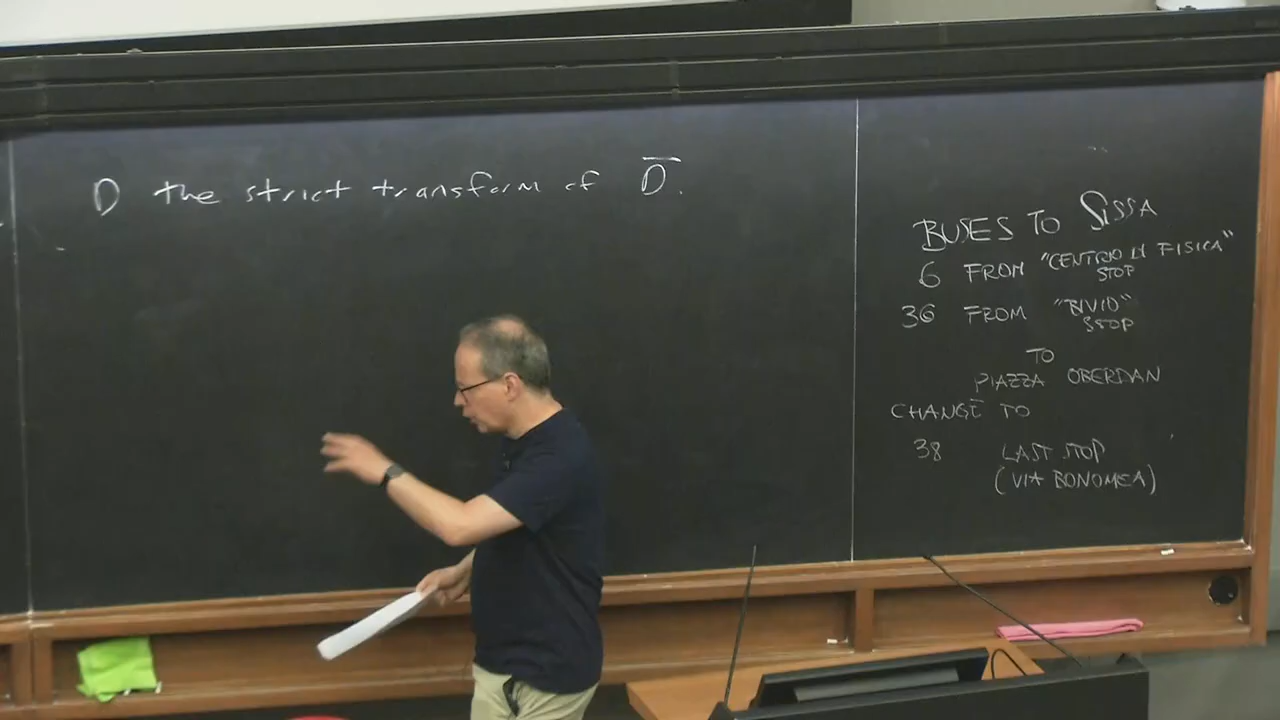 D the strict transform of D̅.
BUSES TO SISSA
6 FROM "CENTRO DI FISICA"
STOP
36 FROM "BIVIO"
STOP
TO
PIAZZA OBERDAN
CHANGE TO
38 LAST STOP
(VIA BONOMEA)